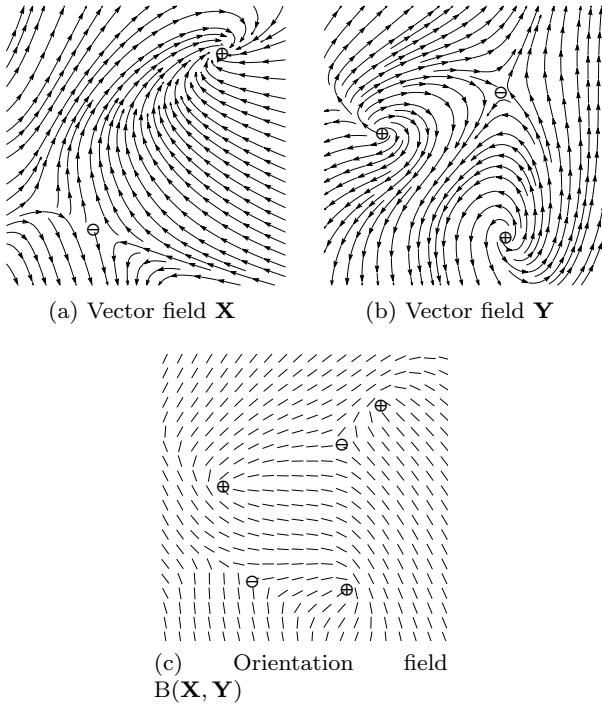 (a) Vector field X
(b) Vector field Y
(c) Orientation field
B(X, Y)